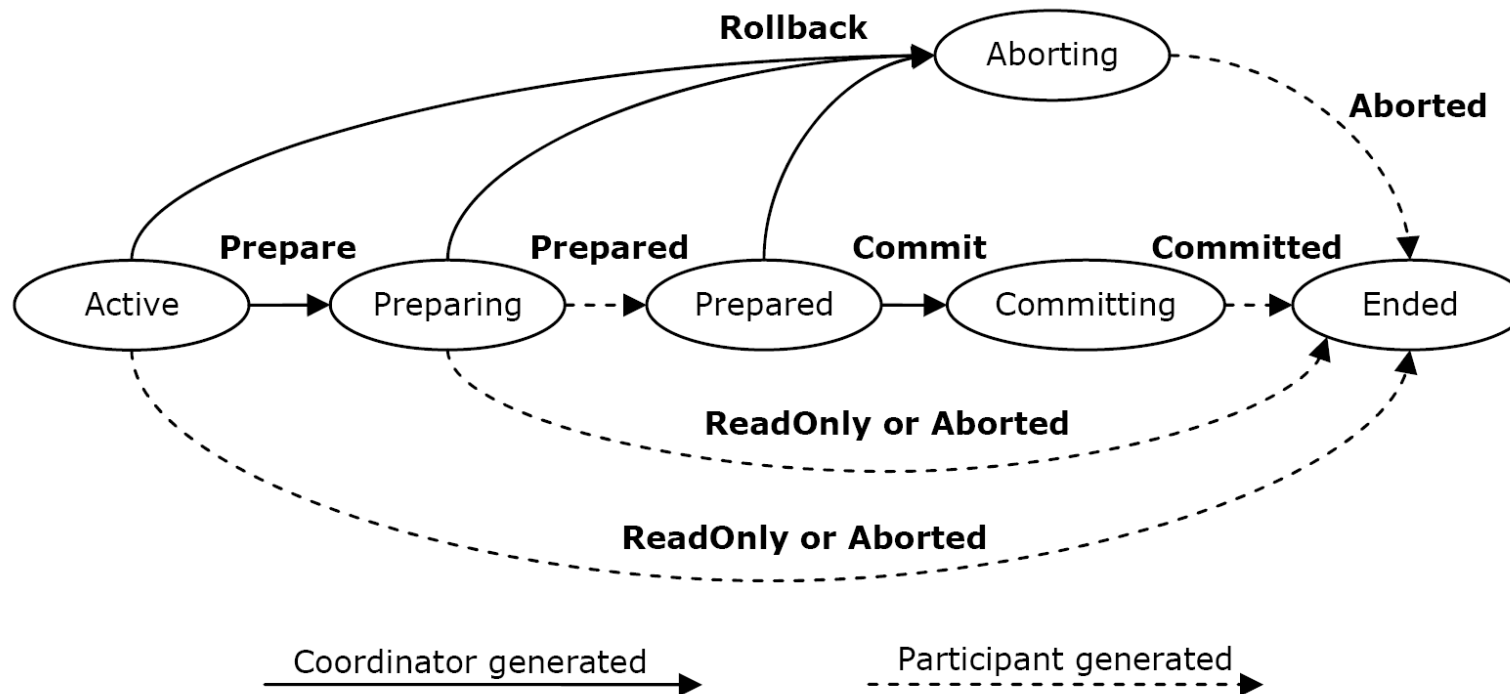 Rollback
Aborting
Aborted
Prepare
Prepared
Commit
Committed
Active
Preparing
Prepared
Committing
Ended
ReadOnly or Aborted
ReadOnly or Aborted
Coordinator generated
Participant generated